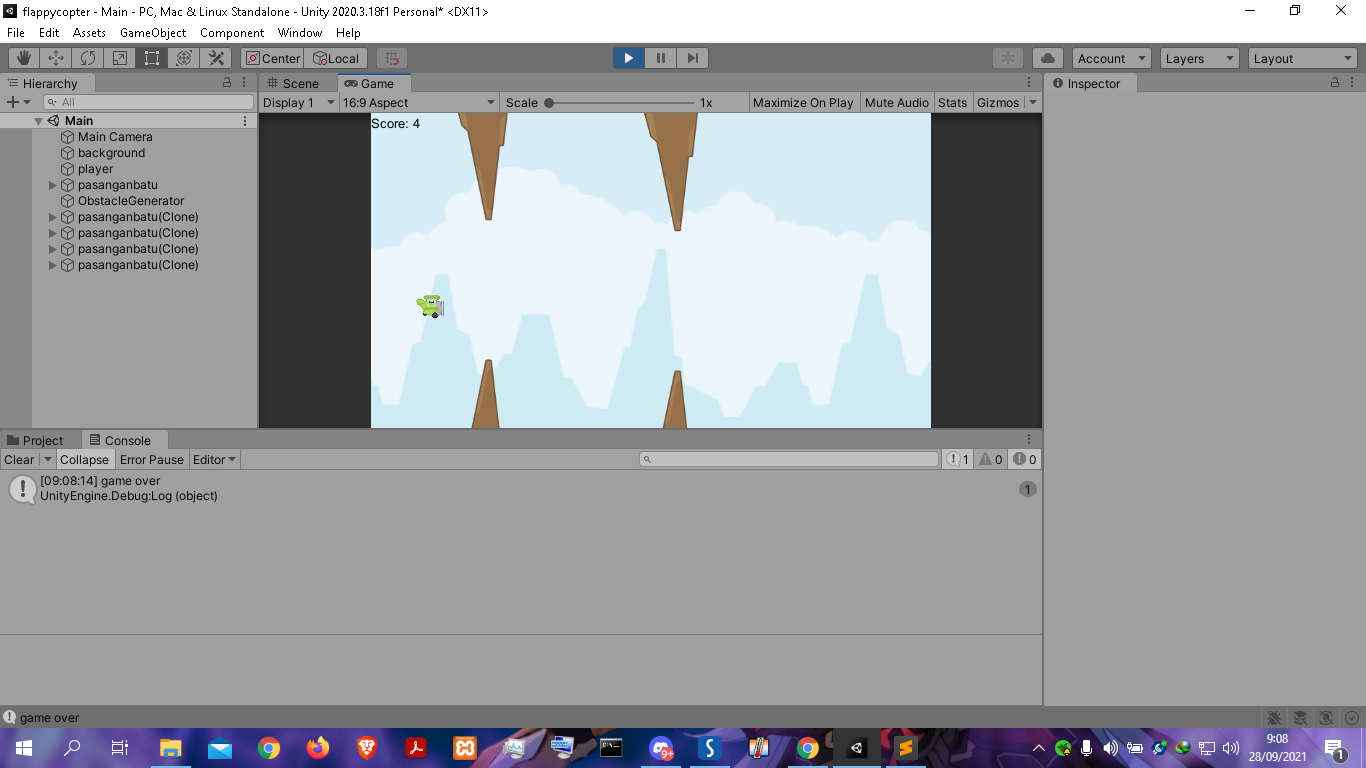 flappycopter - Main - PC, Mac & Linux Standalone - Unity 2020.3.18f1 Personal* <DX11>
File Edit Assets GameObject Component Window Help
Center Local Account Layers Layout
Hierarchy Scene Game Inspector
All Display 1 16:9 Aspect Scale 1x Maximize On Play Mute Audio Stats Gizmos
Main
Main Camera
background
player
pasanganbatu
ObstacleGenerator
pasanganbatu(Clone)
pasanganbatu(Clone)
pasanganbatu(Clone)
pasanganbatu(Clone)
Score: 4
Project Console
Clear Collapse Error Pause Editor 1 0 0
[09:08:14] game over
UnityEngine.Debug:Log (object)
1
game over
9+
9:08
28/09/2021
1